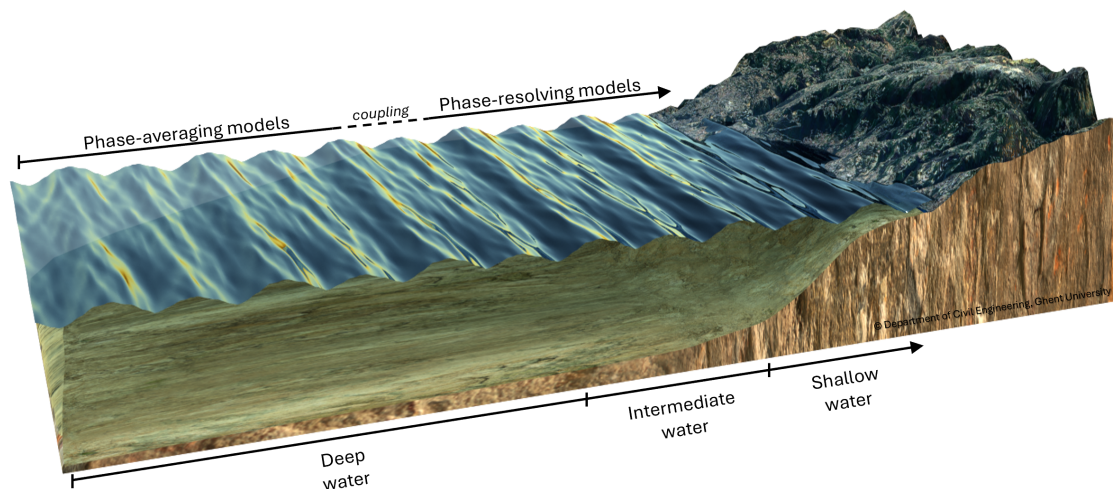 Phase-averaging models
coupling
Phase-resolving models
© Department of Civil Engineering, Ghent University
Deep
water
Intermediate
water
Shallow
water